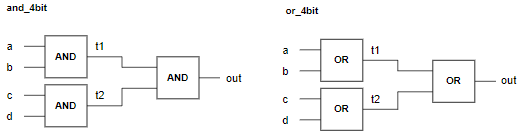 and_4bit
a
b
AND
t1
c
d
AND
t2
AND
out
or_4bit
a
b
OR
t1
c
d
OR
t2
OR
out